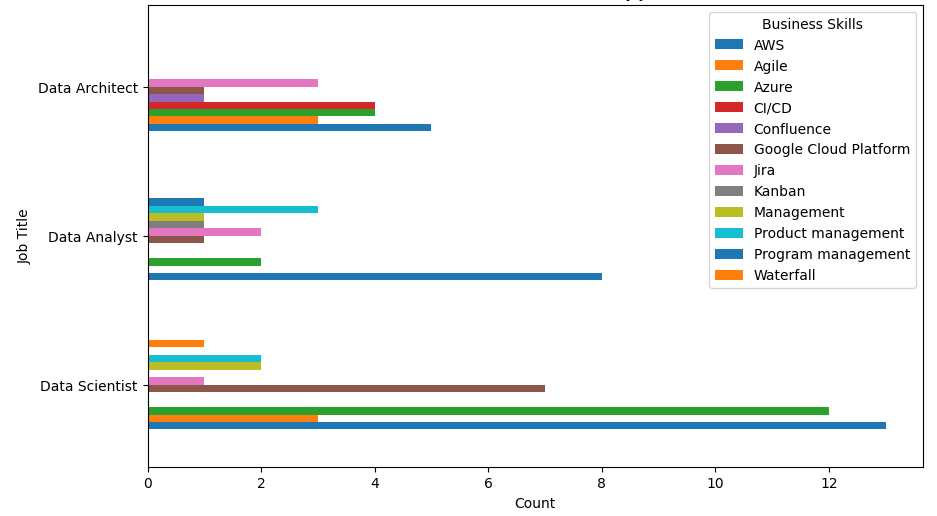 Business Skills
AWS
Agile
Azure
CI/CD
Confluence
Google Cloud Platform
Jira
Kanban
Management
Product management
Program management
Waterfall
Data Architect
Data Analyst
Data Scientist
Job Title
0 2 4 6 8 10 12
Count